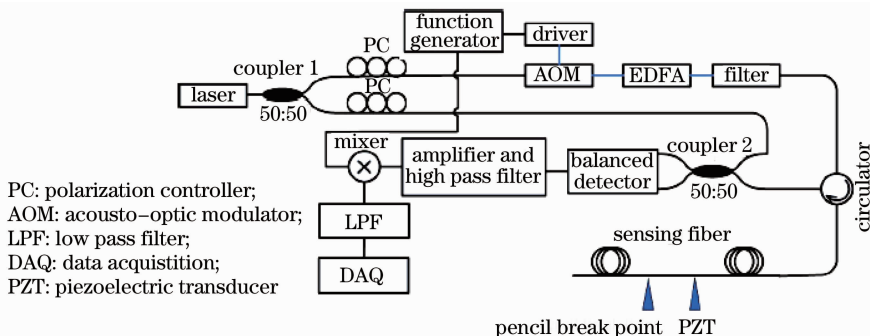 function
generator
driver
PC
coupler 1
AOM
EDFA
filter
laser
PC
50:50
mixer
coupler 2
amplifier and
high pass filter
balanced
detector
50:50
circulator
PC: polarization controller;
AOM: acousto-optic modulator;
LPF: low pass filter;
DAQ: data acquistition;
PZT: piezoelectric transducer
LPF
DAQ
sensing fiber
pencil break point
PZT